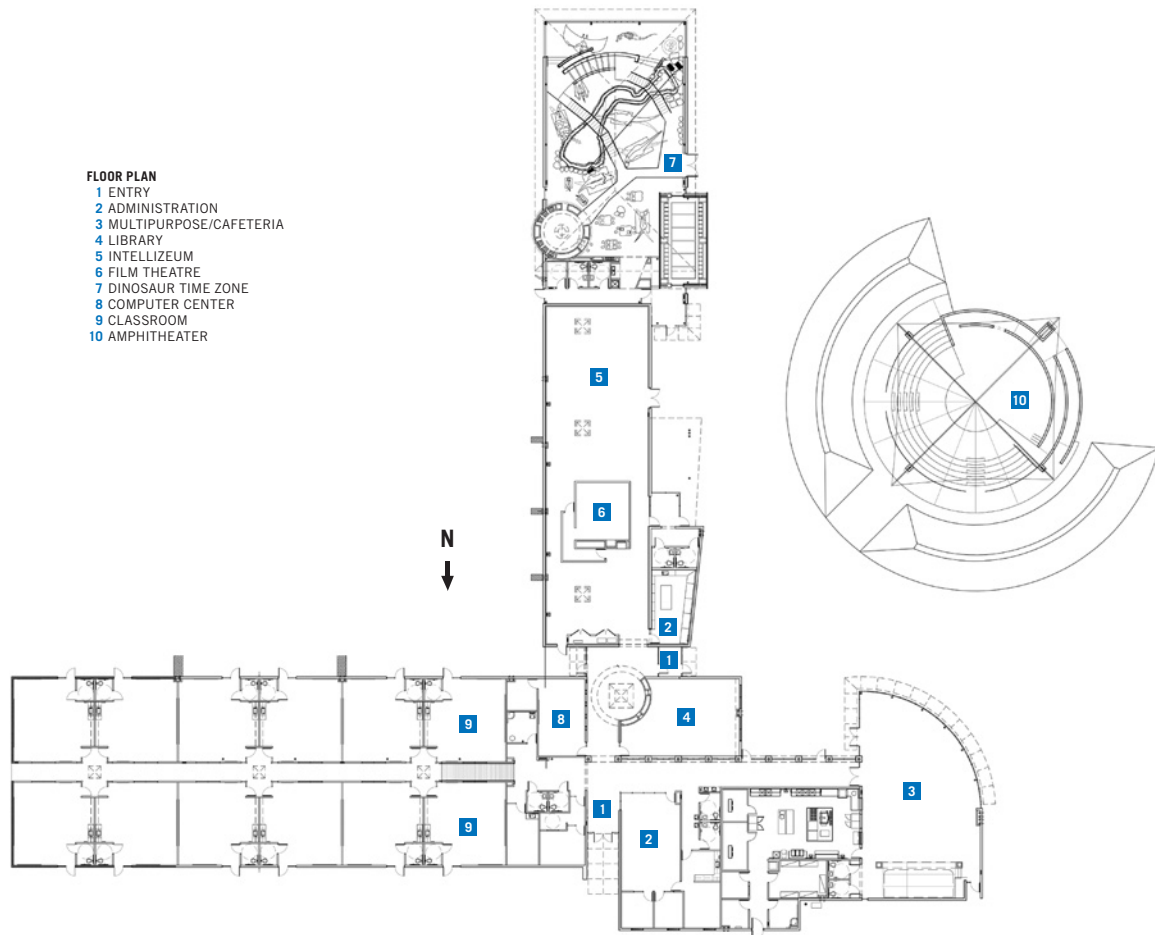 FLOOR PLAN
1 ENTRY
2 ADMINISTRATION
3 MULTIPURPOSE/CAFETERIA
4 LIBRARY
5 INTELLIZEUM
6 FILM THEATRE
7 DINOSAUR TIME ZONE
8 COMPUTER CENTER
9 CLASSROOM
10 AMPHITHEATER
7
5
10
6
N
2
1
9
8
4
3
9
1
2